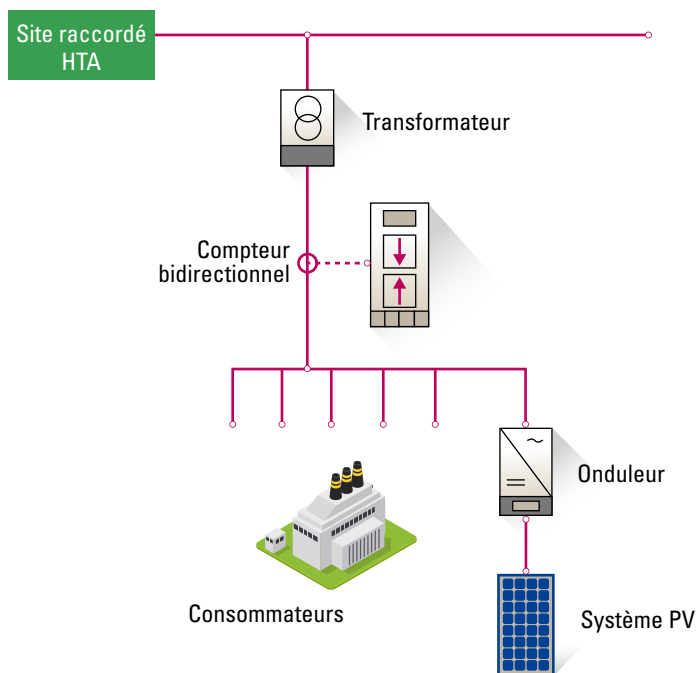 Site raccordé
HTA
Transformateur
Compteur
bidirectionnel
Onduleur
Consommateurs
Système PV